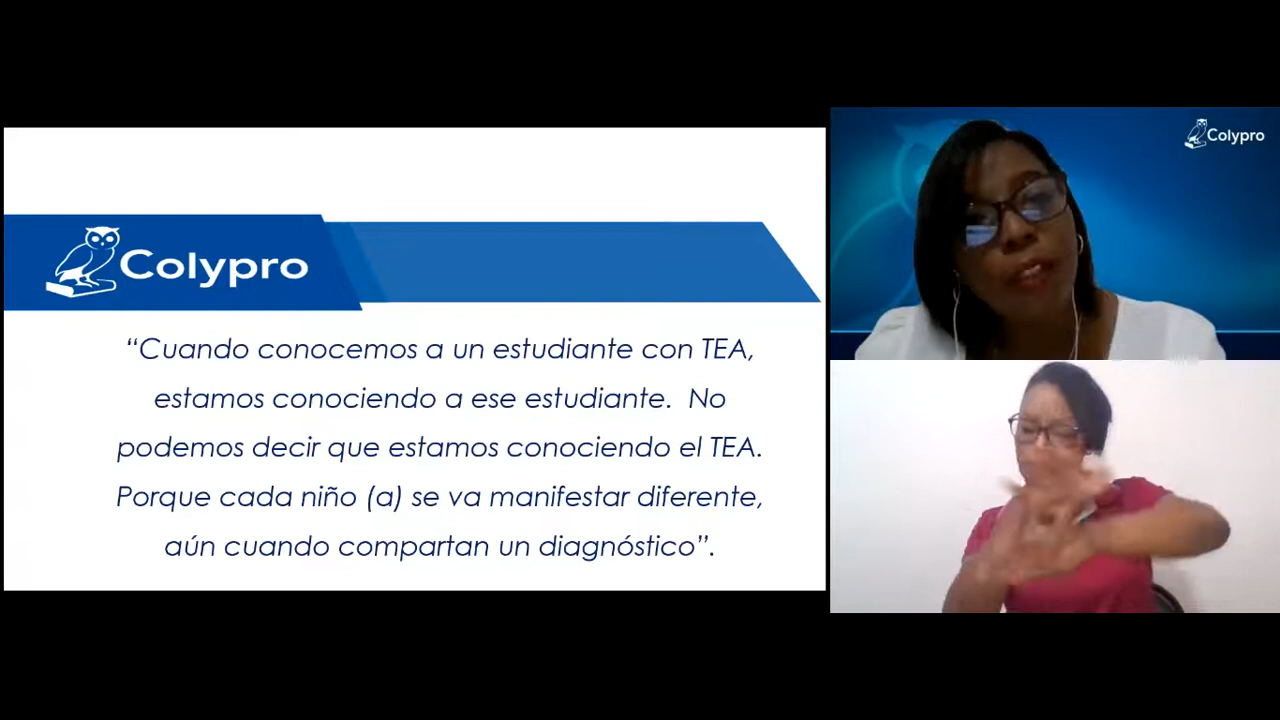 Colypro
“Cuando conocemos a un estudiante con TEA,
estamos conociendo a ese estudiante. No
podemos decir que estamos conociendo el TEA.
Porque cada niño (a) se va manifestar diferente,
aún cuando compartan un diagnóstico”.
Colypro